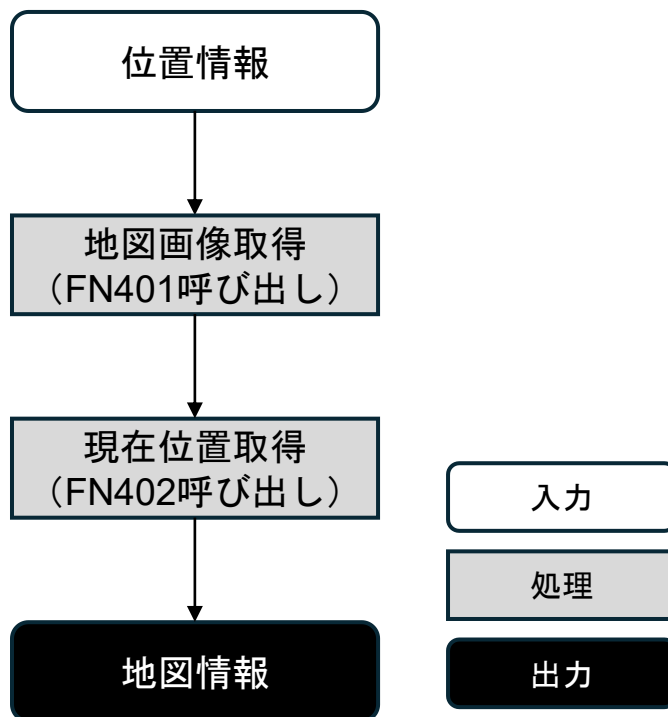 位置情報
地図画像取得
（FN401呼び出し）
現在位置取得
（FN402呼び出し）
地図情報
入力
処理
出力